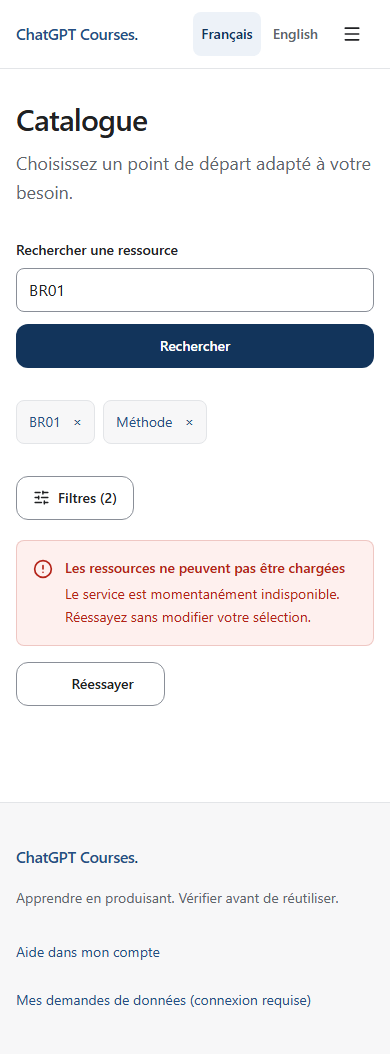 ChatGPT Courses.
Français English
Catalogue
Choisissez un point de départ adapté à votre
besoin.
Rechercher une ressource
BR01
Rechercher
BR01 × Méthode ×
Filtres (2)
Les ressources ne peuvent pas être chargées
Le service est momentanément indisponible.
Réessayez sans modifier votre sélection.
Réessayer
ChatGPT Courses.
Apprendre en produisant. Vérifier avant de réutiliser.
Aide dans mon compte
Mes demandes de données (connexion requise)